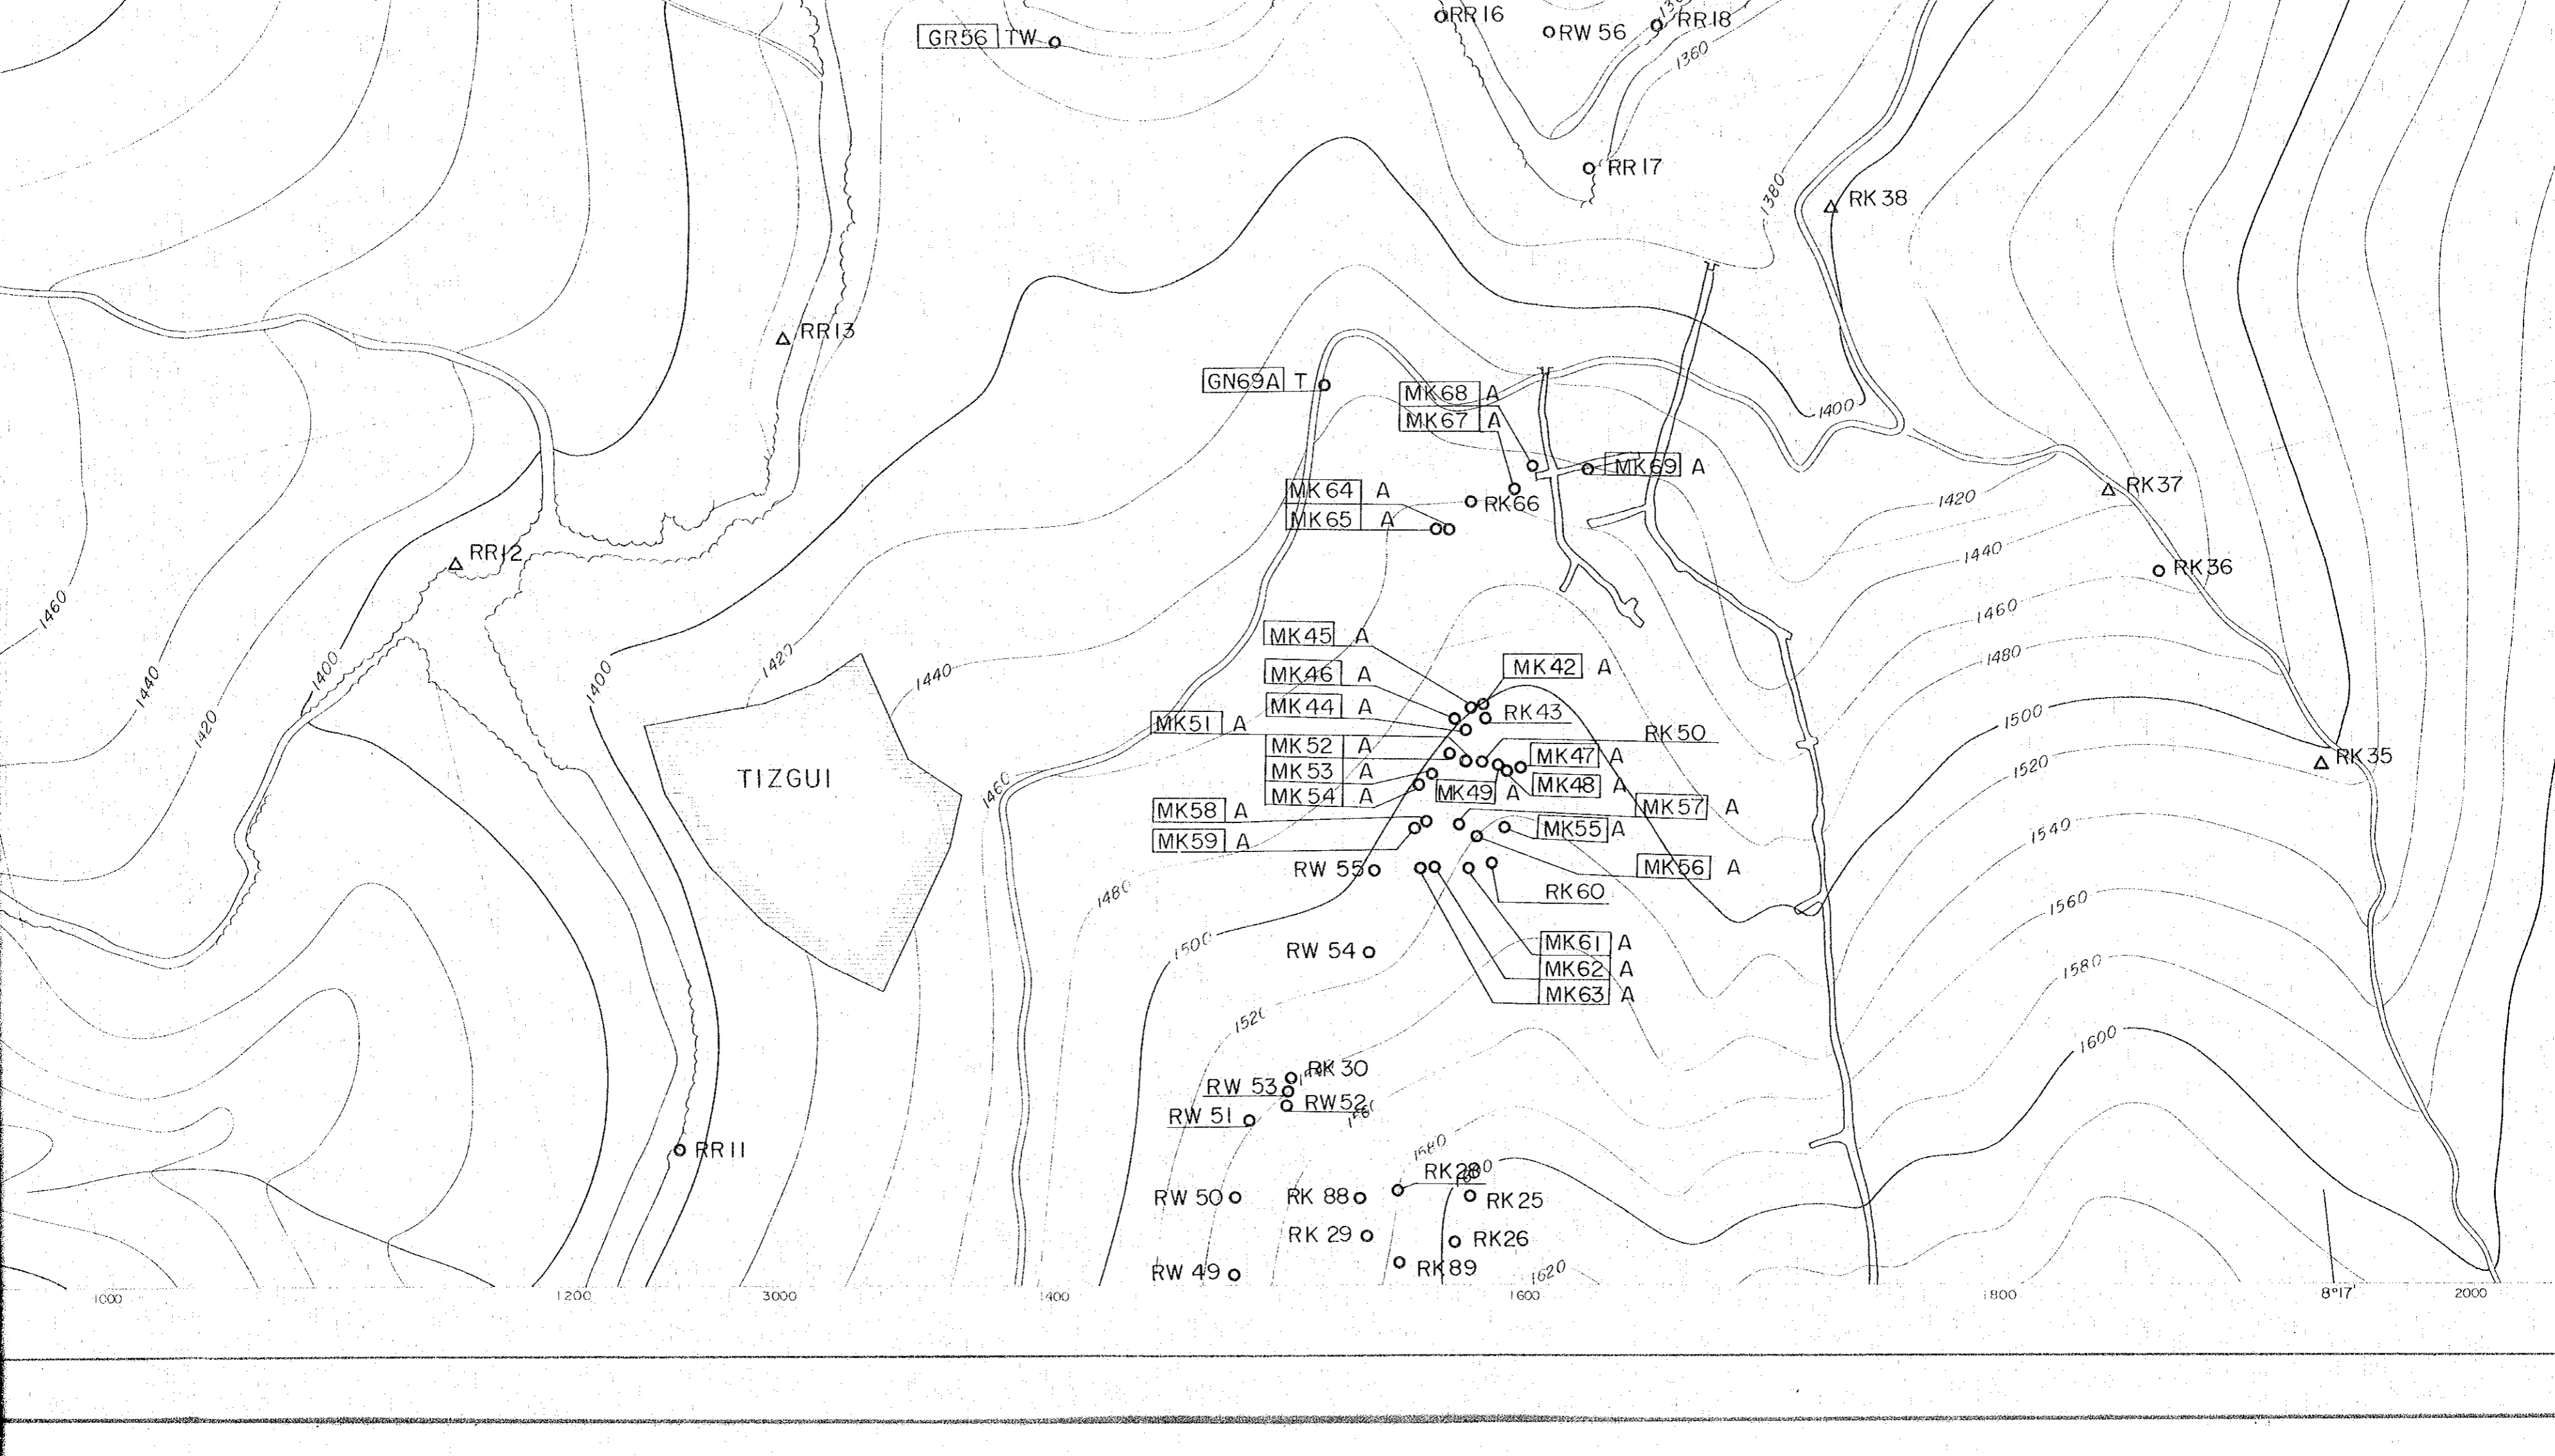 RR16
RW 56
RR18
GR56 TW
1360
RR17
1380
RK38
RR13
GN69A T
MK68 A
MK67 A
1400
MK69 A
MK64 A
RK66
MK65 A
1420
RK37
RR12
1440
RK36
1460
1460
MK45 A
1420
MK42 A
1480
1400
1400
MK46 A
1440
1440
MK44 A
RK43
1500
MK51 A
1420
RK50
MK52 A
MK47 A
RK35
1520
MK53 A
TIZGUI
MK48 A
1460
MK54 A
MK49 A
MK57 A
MK58 A
MK55 A
1540
MK59 A
RW 55
MK56 A
1480
RK60
1560
1500
MK61 A
RW 54
MK62 A
1580
MK63 A
1520
1600
RK 30
RW 53
RW52
RW 51
1580
RR11
RK28
RW 50
RK 88
RK25
RK 29
RK26
RK89
RW 49
1620
1000
1200
3000
1400
1600
1800
8°17'
2000